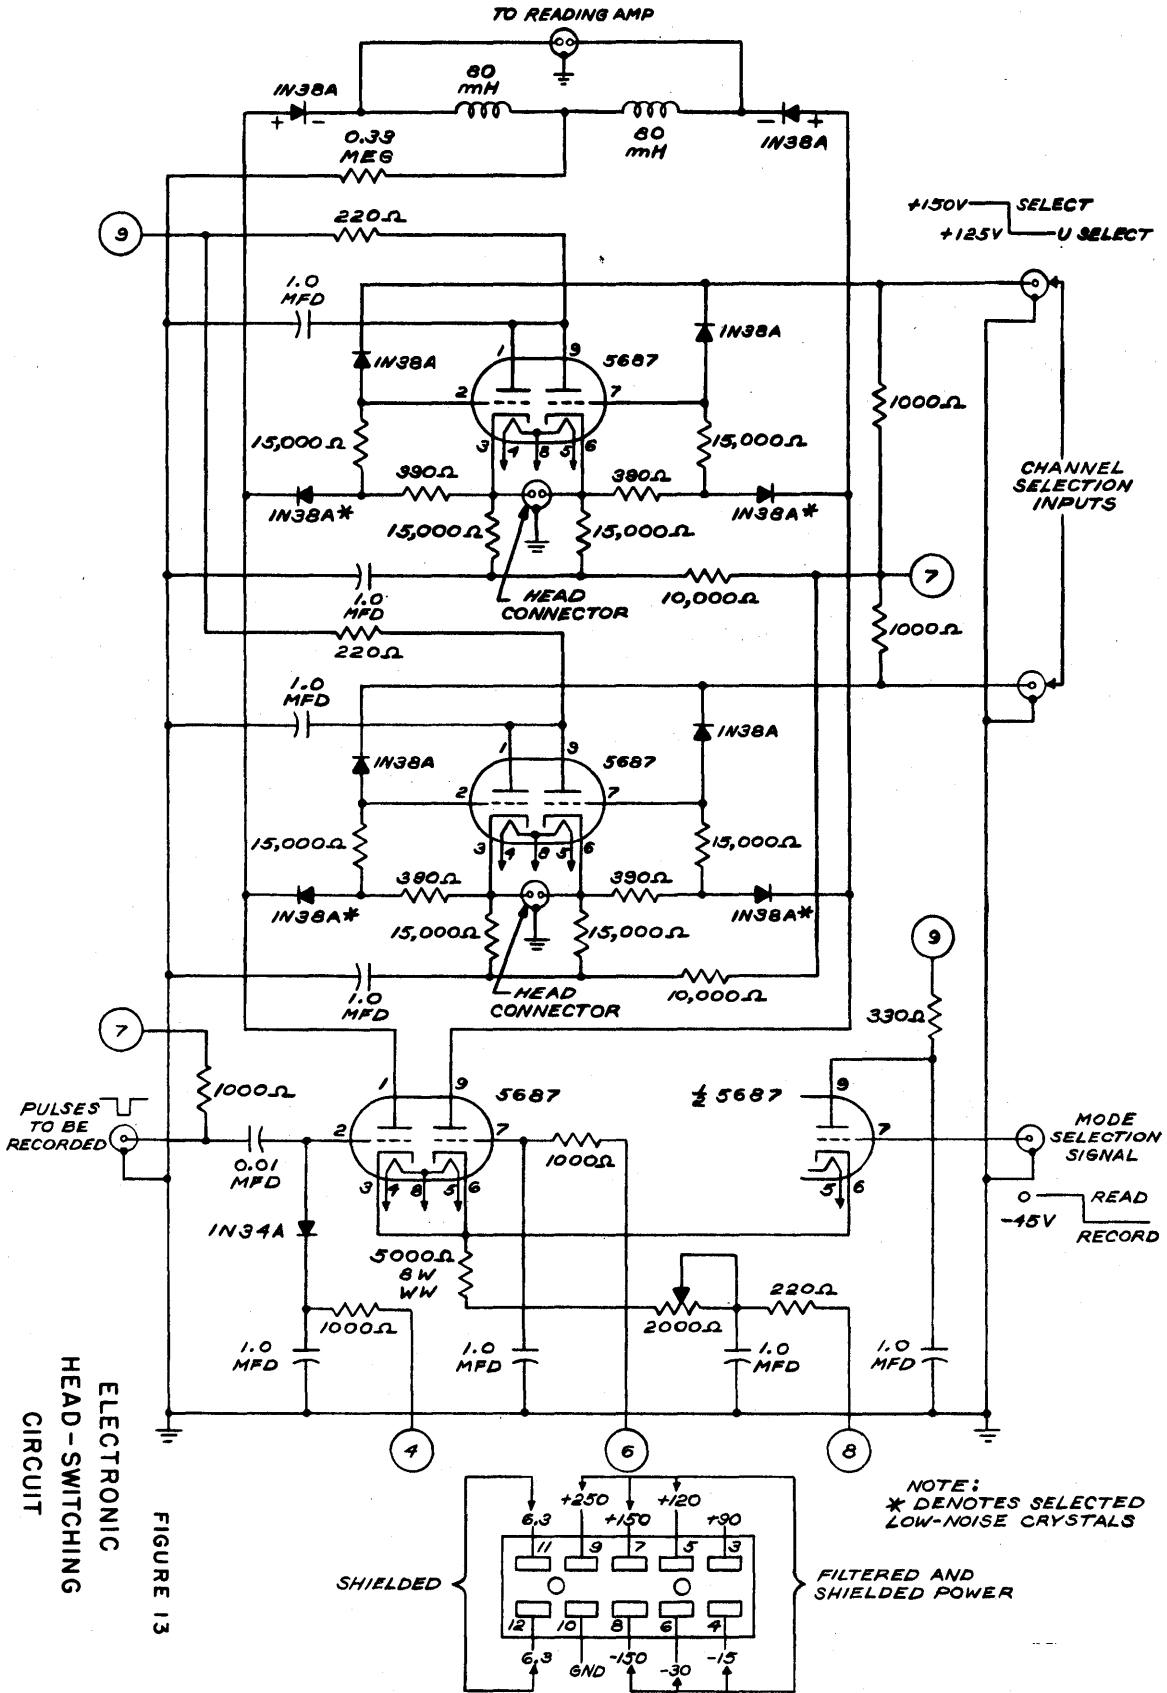 TO READING AMP
80
mH
1N38A
+ -
- +
80
mH
1N38A
0.39
MEG
220Ω
9
+150V SELECT
+125V U SELECT
1.0
MFD
1N38A
1 9
5687
1N38A
2 7
1000Ω
15,000Ω
3 4 8 5 6
15,000Ω
390Ω
390Ω
CHANNEL
SELECTION
INPUTS
1N38A*
1N38A*
15,000Ω
15,000Ω
7
1.0
MFD
HEAD
CONNECTOR
10,000Ω
1000Ω
220Ω
1.0
MFD
1N38A
1 9
5687
1N38A
2 7
15,000Ω
3 4 8 5 6
15,000Ω
390Ω
390Ω
1N38A*
1N38A*
15,000Ω
15,000Ω
9
1.0
MFD
HEAD
CONNECTOR
10,000Ω
330Ω
7
1000Ω
1 9
5687
½ 5687
9
PULSES
TO BE
RECORDED
2 7
7
MODE
SELECTION
SIGNAL
0.01
MFD
1000Ω
3 4 8 5 6
5 6
0 READ
-45V
RECORD
1N34A
5000Ω
8W
WW
220Ω
1000Ω
2000Ω
1.0
MFD
1.0
MFD
1.0
MFD
1.0
MFD
4
6
8
ELECTRONIC
HEAD-SWITCHING
CIRCUIT
FIGURE 13
NOTE:
* DENOTES SELECTED
LOW-NOISE CRYSTALS
+250 +120
6.3 +150 +90
11 9 7 5 3
SHIELDED
FILTERED AND
SHIELDED POWER
12 10 8 6 4
6.3 -150 -15
GND -30